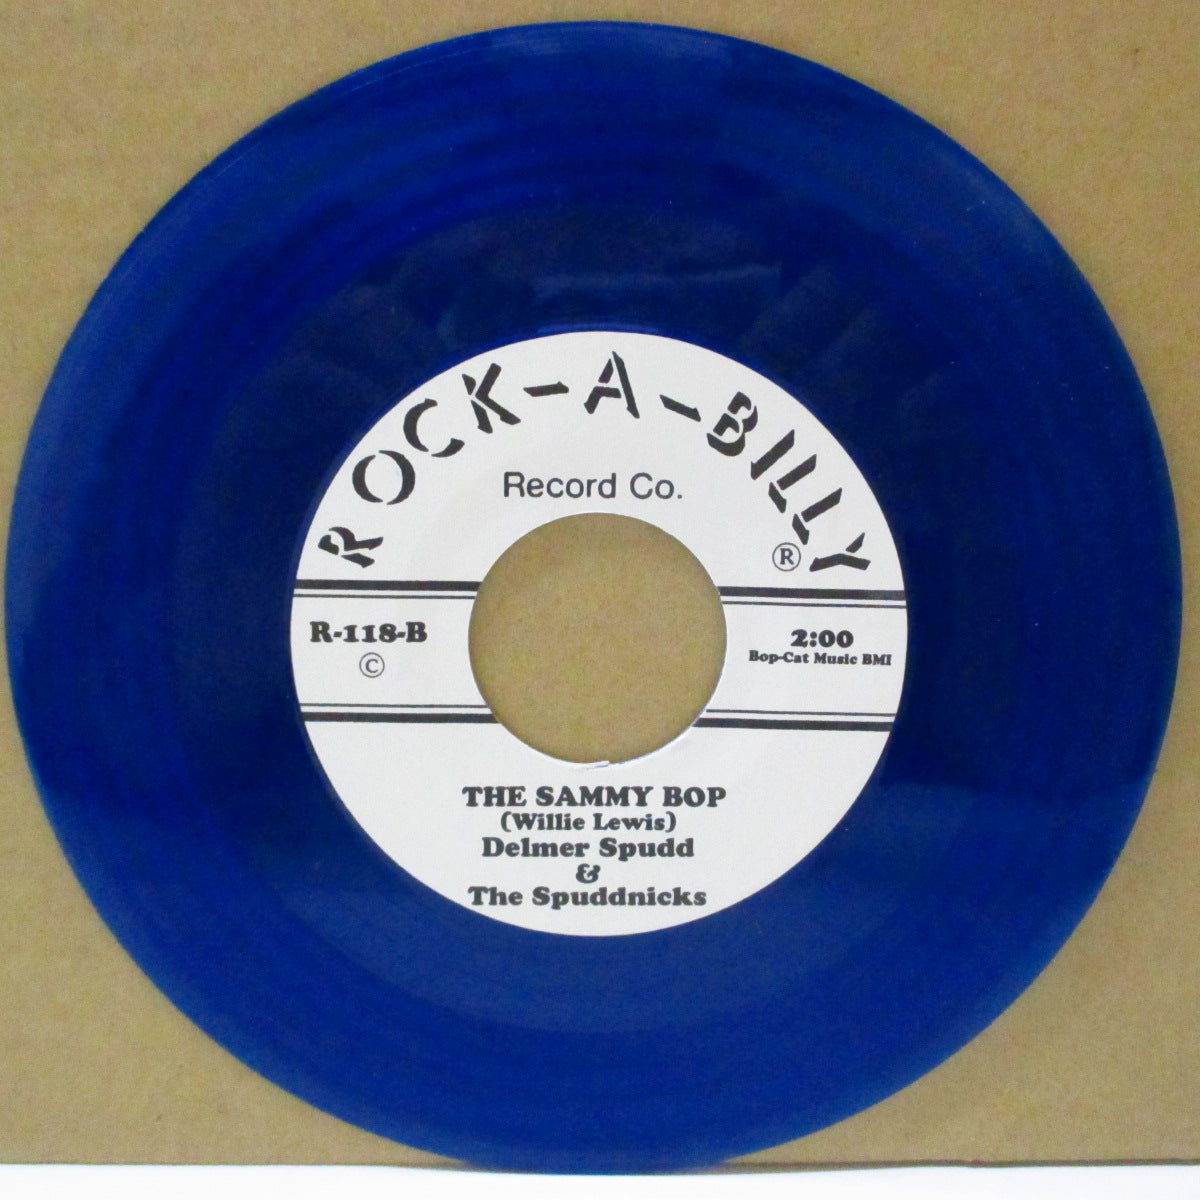 ROCK-A-BILLY
®
Record Co.
R-118-B
©
2:00
Bop-Cat Music BMI
THE SAMMY BOP
(Willie Lewis)
Delmer Spudd
&
The Spuddnicks